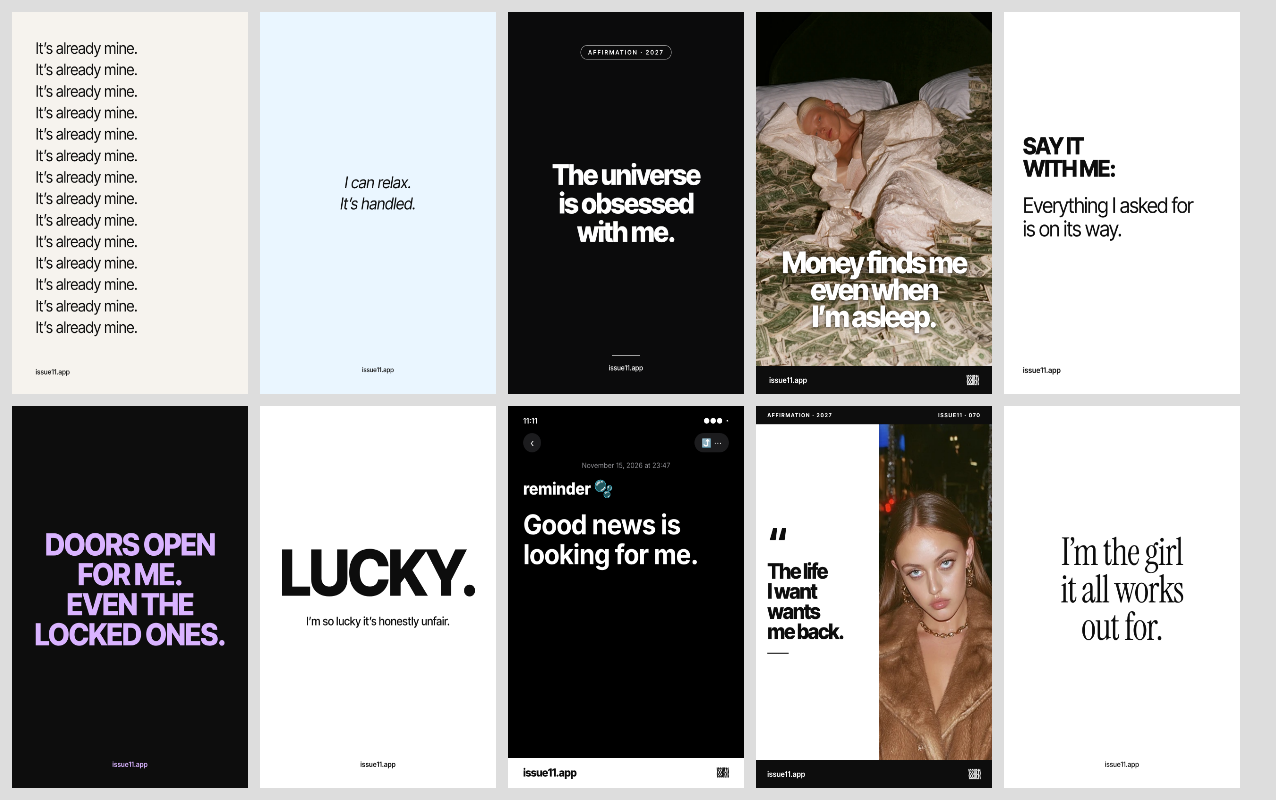 It's already mine.
It's already mine.
It's already mine.
It's already mine.
It's already mine.
It's already mine.
It's already mine.
It's already mine.
It's already mine.
It's already mine.
It's already mine.
It's already mine.
It's already mine.
It's already mine.
issue11.app
I can relax.
It's handled.
issue11.app
AFFIRMATION · 2027
The universe
is obsessed
with me.
issue11.app
Money finds me
even when
I'm asleep.
issue11.app
SAY IT
WITH ME:
Everything I asked for
is on its way.
issue11.app
DOORS OPEN
FOR ME.
EVEN THE
LOCKED ONES.
issue11.app
LUCKY.
I'm so lucky it's honestly unfair.
issue11.app
11:11
November 15, 2026 at 23:47
reminder
Good news is
looking for me.
issue11.app
AFFIRMATION · 2027
ISSUE11 · 070
“
The life
I want
wants
me back.
issue11.app
I'm the girl
it all works
out for.
issue11.app